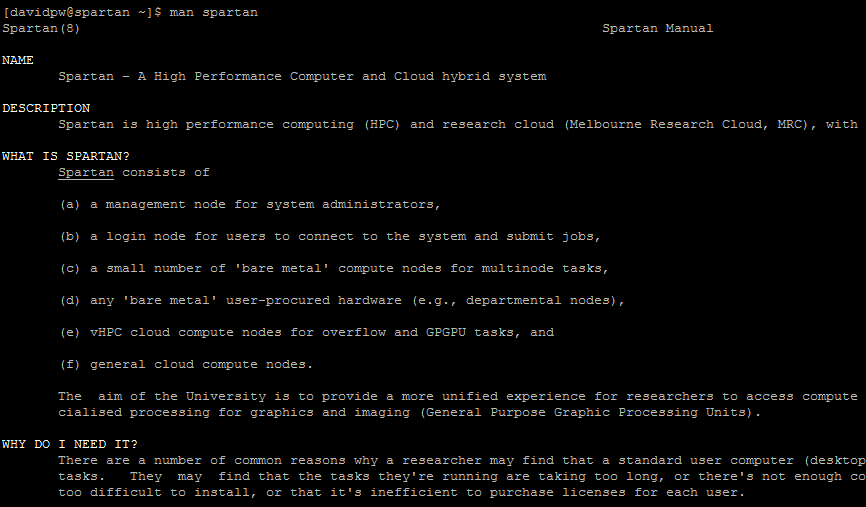 [davidpw@spartan ~]$ man spartan
Spartan(8) Spartan Manual
NAME
Spartan - A High Performance Computer and Cloud hybrid system
DESCRIPTION
Spartan is high performance computing (HPC) and research cloud (Melbourne Research Cloud, MRC), with
WHAT IS SPARTAN?
Spartan consists of
(a) a management node for system administrators,
(b) a login node for users to connect to the system and submit jobs,
(c) a small number of 'bare metal' compute nodes for multinode tasks,
(d) any 'bare metal' user-procured hardware (e.g., departmental nodes),
(e) vHPC cloud compute nodes for overflow and GPGPU tasks, and
(f) general cloud compute nodes.
The  aim of the University is to provide a more unified experience for researchers to access compute
cialised processing for graphics and imaging (General Purpose Graphic Processing Units).
WHY DO I NEED IT?
There are a number of common reasons why a researcher may find that a standard user computer (desktop
tasks.   They  may  find that the tasks they're running are taking too long, or there's not enough co
too difficult to install, or that it's inefficient to purchase licenses for each user.